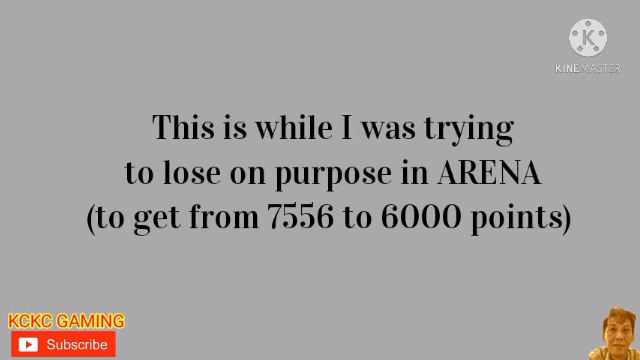 K
KINEMASTER
This is while I was trying
to lose on purpose in ARENA
(to get from 7556 to 6000 points)
KCKC GAMING
Subscribe